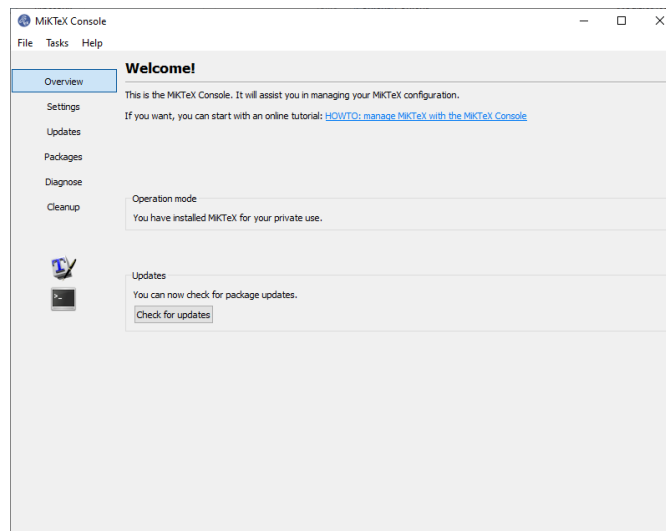 MiKTeX Console
File Tasks Help
Overview
Settings
Updates
Packages
Diagnose
Cleanup
Welcome!
This is the MiKTeX Console. It will assist you in managing your MiKTeX configuration.
If you want, you can start with an online tutorial: HOWTO: manage MiKTeX with the MiKTeX Console
Operation mode
You have installed MiKTeX for your private use.
Updates
You can now check for package updates.
Check for updates